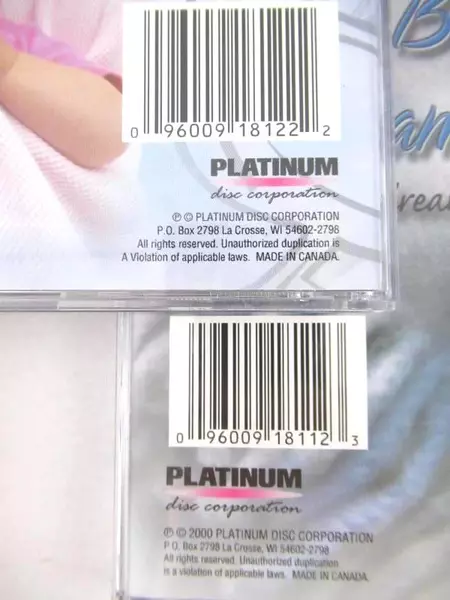 0 96009 18122 2
PLATINUM
disc corporation
℗ © PLATINUM DISC CORPORATION
P.O. Box 2798 La Crosse, WI 54602-2798
All rights reserved. Unauthorized duplication is
A Violation of applicable laws. MADE IN CANADA.
0 96009 18112 3
PLATINUM
disc corporation
℗ © 2000 PLATINUM DISC CORPORATION
P.O. Box 2798 La Crosse, WI 54602-2798
All rights reserved. Unauthorized duplication
is a violation of applicable laws. MADE IN CANADA.